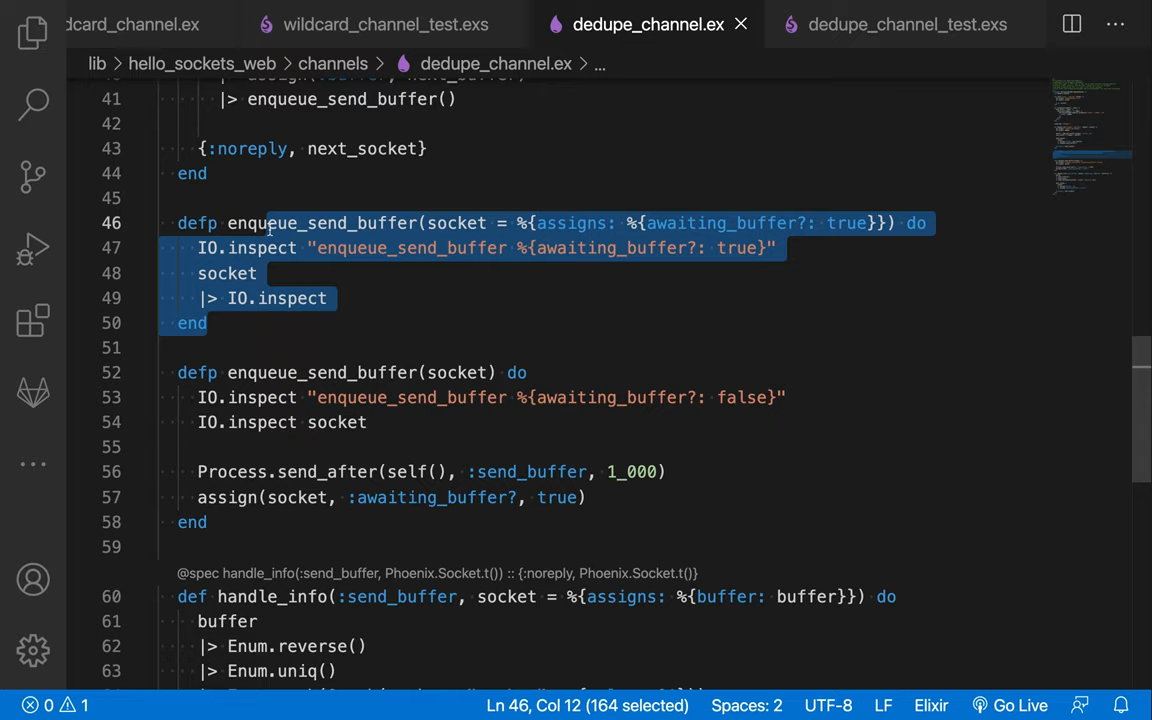 dcard_channel.ex wildcard_channel_test.exs dedupe_channel.ex dedupe_channel_test.exs
lib > hello_sockets_web > channels > dedupe_channel.ex > ...
41 |> enqueue_send_buffer()
42
43 {:noreply, next_socket}
44 end
45
46 defp enqueue_send_buffer(socket = %{assigns: %{awaiting_buffer?: true}}) do
47 IO.inspect "enqueue_send_buffer %{awaiting_buffer?: true}"
48 socket
49 |> IO.inspect
50 end
51
52 defp enqueue_send_buffer(socket) do
53 IO.inspect "enqueue_send_buffer %{awaiting_buffer?: false}"
54 IO.inspect socket
55
56 Process.send_after(self(), :send_buffer, 1_000)
57 assign(socket, :awaiting_buffer?, true)
58 end
59
@spec handle_info(:send_buffer, Phoenix.Socket.t()) :: {:noreply, Phoenix.Socket.t()}
60 def handle_info(:send_buffer, socket = %{assigns: %{buffer: buffer}}) do
61 buffer
62 |> Enum.reverse()
63 |> Enum.uniq()
0 1 Ln 46, Col 12 (164 selected) Spaces: 2 UTF-8 LF Elixir Go Live